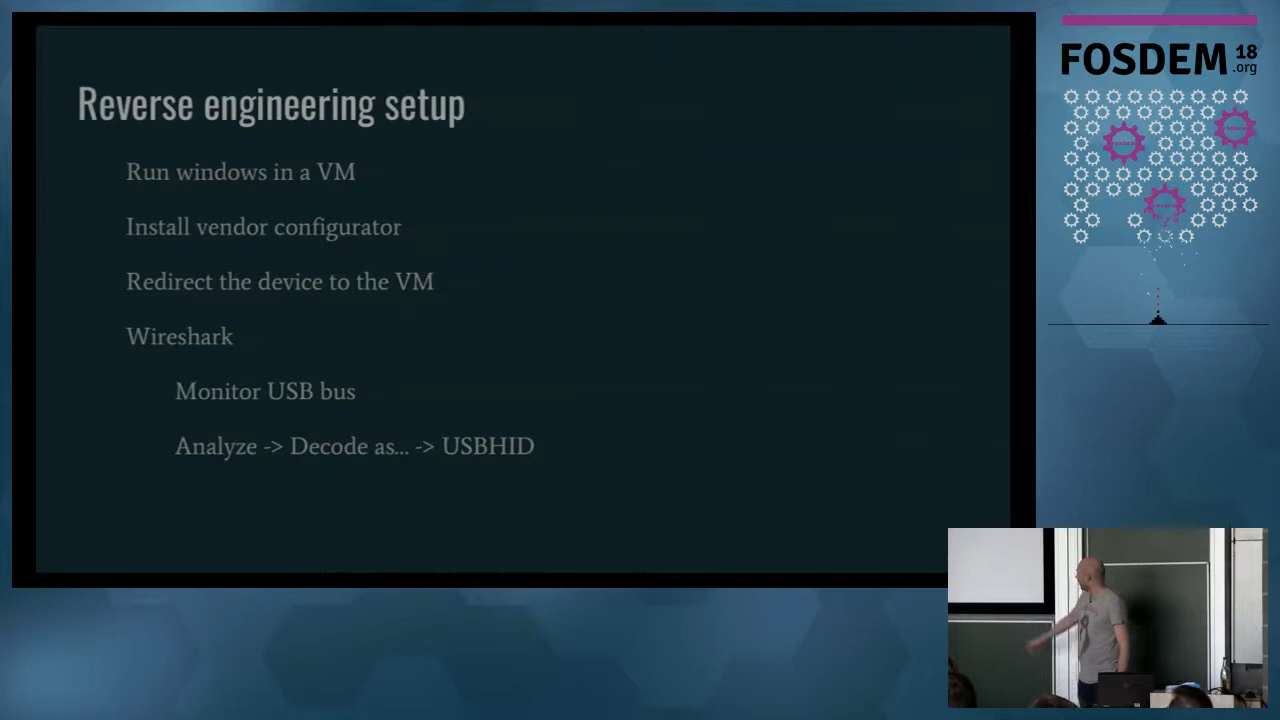 Reverse engineering setup
Run windows in a VM
Install vendor configurator
Redirect the device to the VM
Wireshark
Monitor USB bus
Analyze -> Decode as... -> USBHID
FOSDEM 18
.org